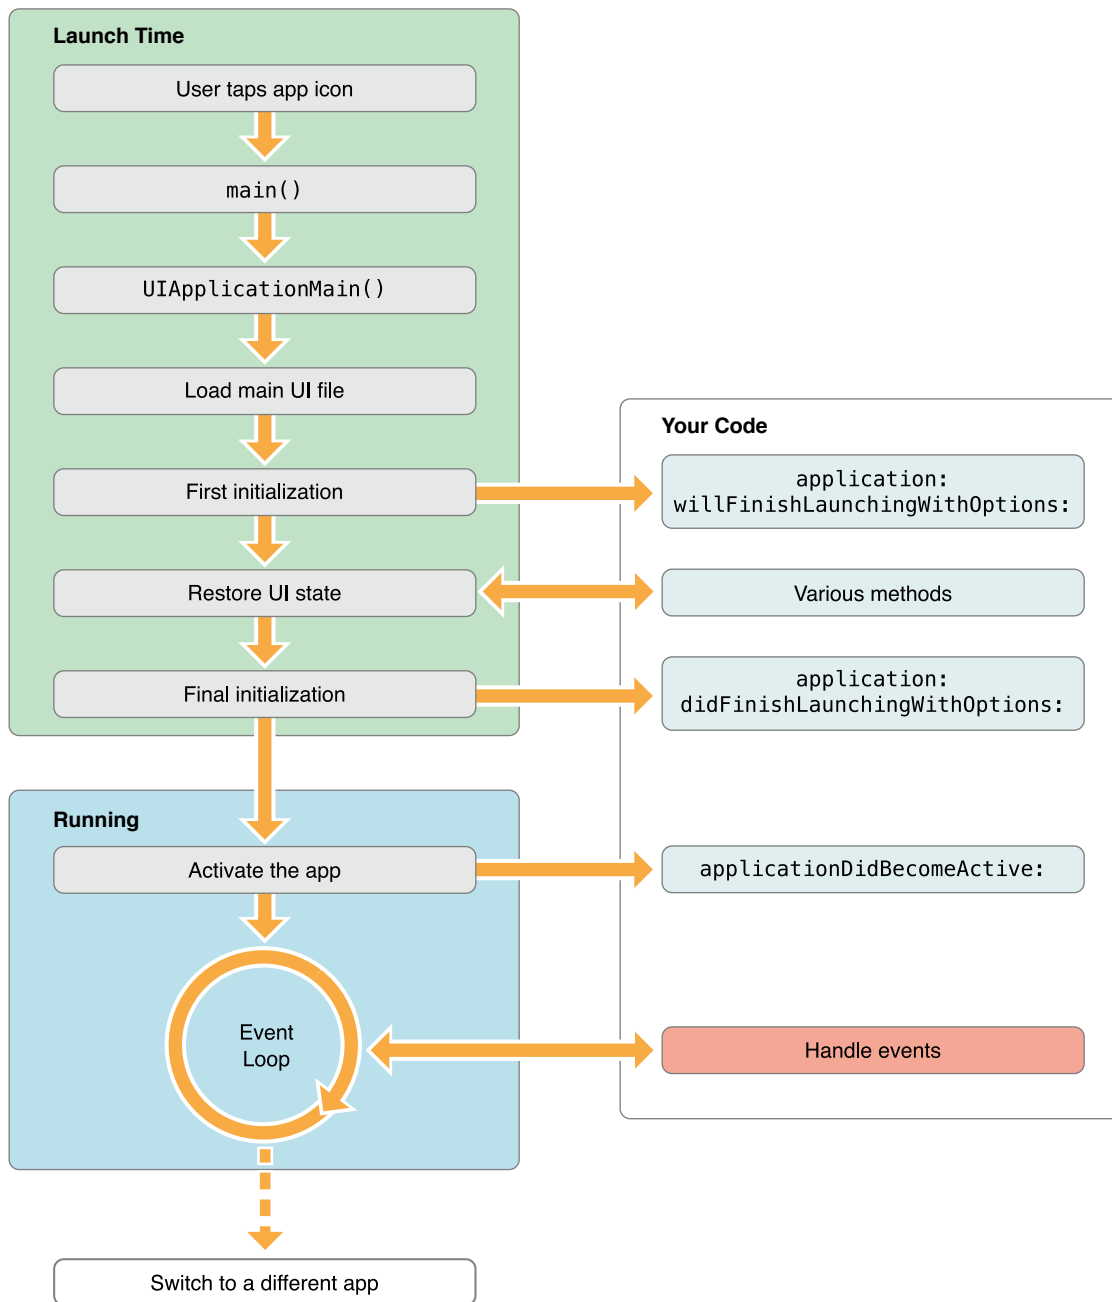 Launch Time
User taps app icon
main()
UIApplicationMain()
Load main UI file
First initialization
Restore UI state
Final initialization
Your Code
application:
willFinishLaunchingWithOptions:
Various methods
application:
didFinishLaunchingWithOptions:
Running
Activate the app
applicationDidBecomeActive:
Event
Loop
Handle events
Switch to a different app